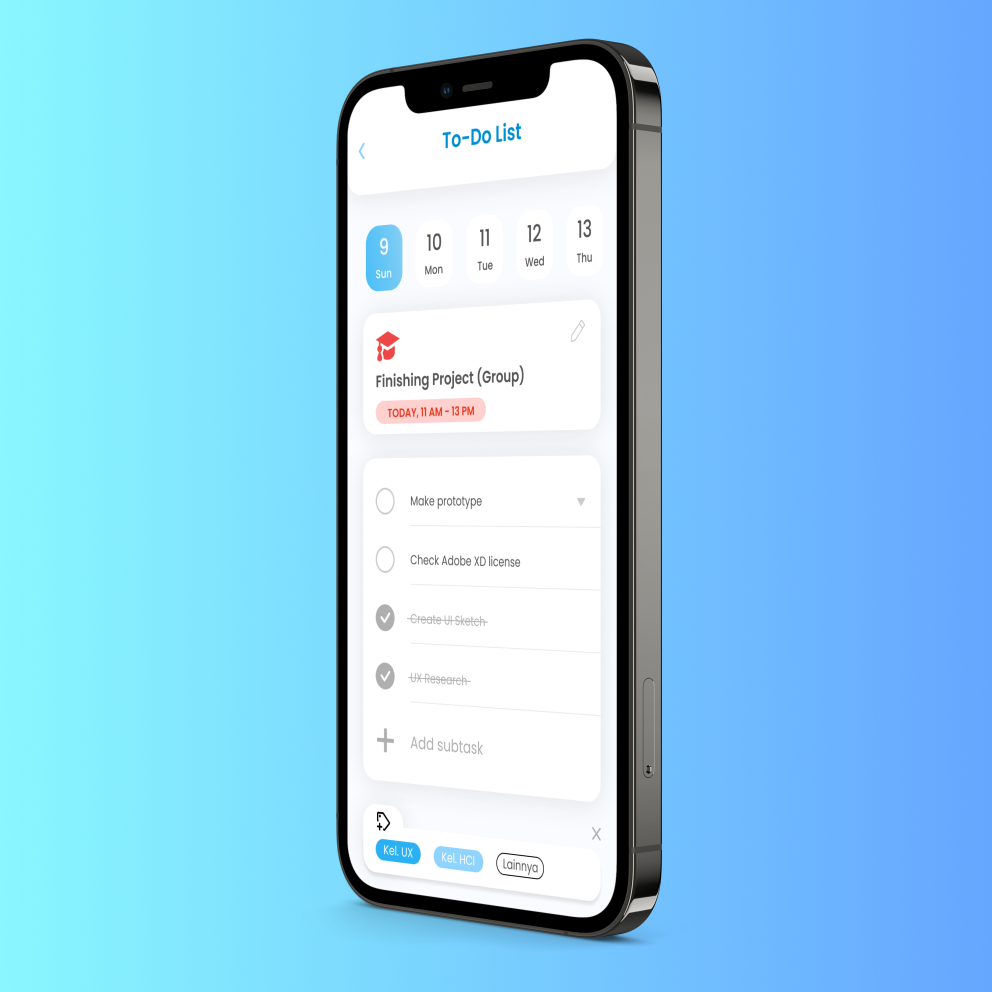 To-Do List
9 10 11 12 13
Sun Mon Tue Wed Thu
Finishing Project (Group)
TODAY, 11 AM - 13 PM
Make prototype
Check Adobe XD license
Create UI Sketch
UX Research
Add subtask
Kel. UX Kel. HCI Lainnya